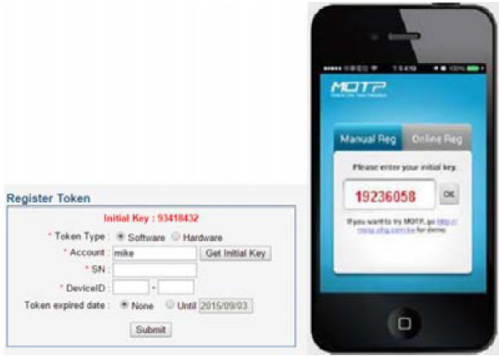 Register Token
Initial Key : 93418432
* Token Type : Software Hardware
* Account : mike Get Initial Key
* SN :
* DeviceID : -
Token expired date : None Until 2015/09/03
Submit
MOTP
Manual Reg Online Reg
Please enter your initial key.
19236058 OK
If you want to try MOTP, go http://
for demo.